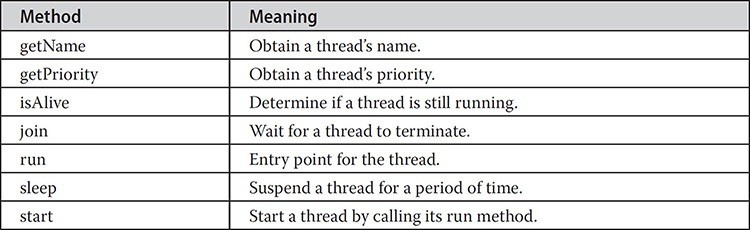 Method Meaning
getName Obtain a thread’s name.
getPriority Obtain a thread’s priority.
isAlive Determine if a thread is still running.
join Wait for a thread to terminate.
run Entry point for the thread.
sleep Suspend a thread for a period of time.
start Start a thread by calling its run method.